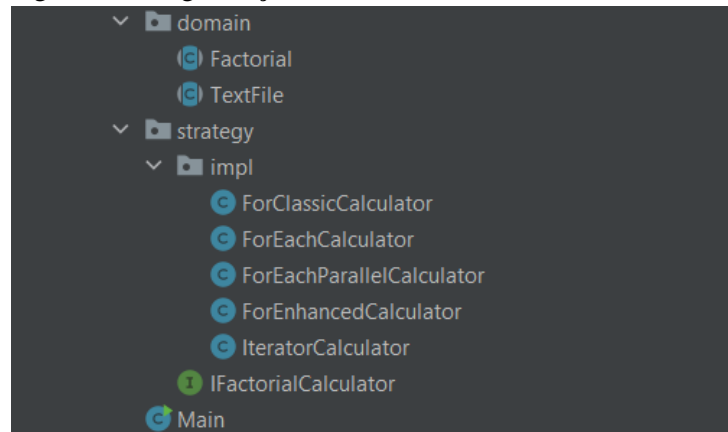 domain
Factorial
TextFile
strategy
impl
ForClassicCalculator
ForEachCalculator
ForEachParallelCalculator
ForEnhancedCalculator
IteratorCalculator
IFactorialCalculator
Main